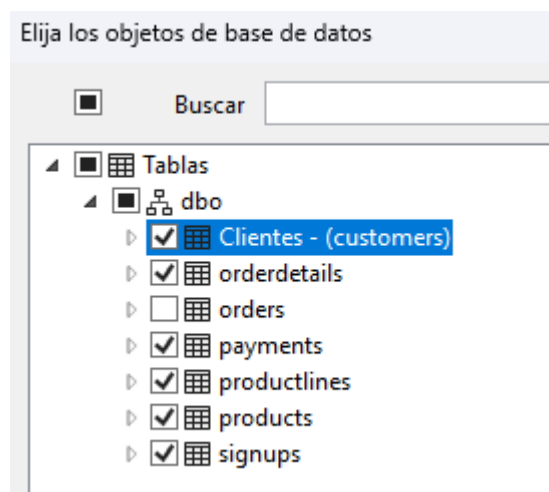 Elija los objetos de base de datos
Buscar
Tablas
dbo
Clientes - (customers)
orderdetails
orders
payments
productlines
products
signups